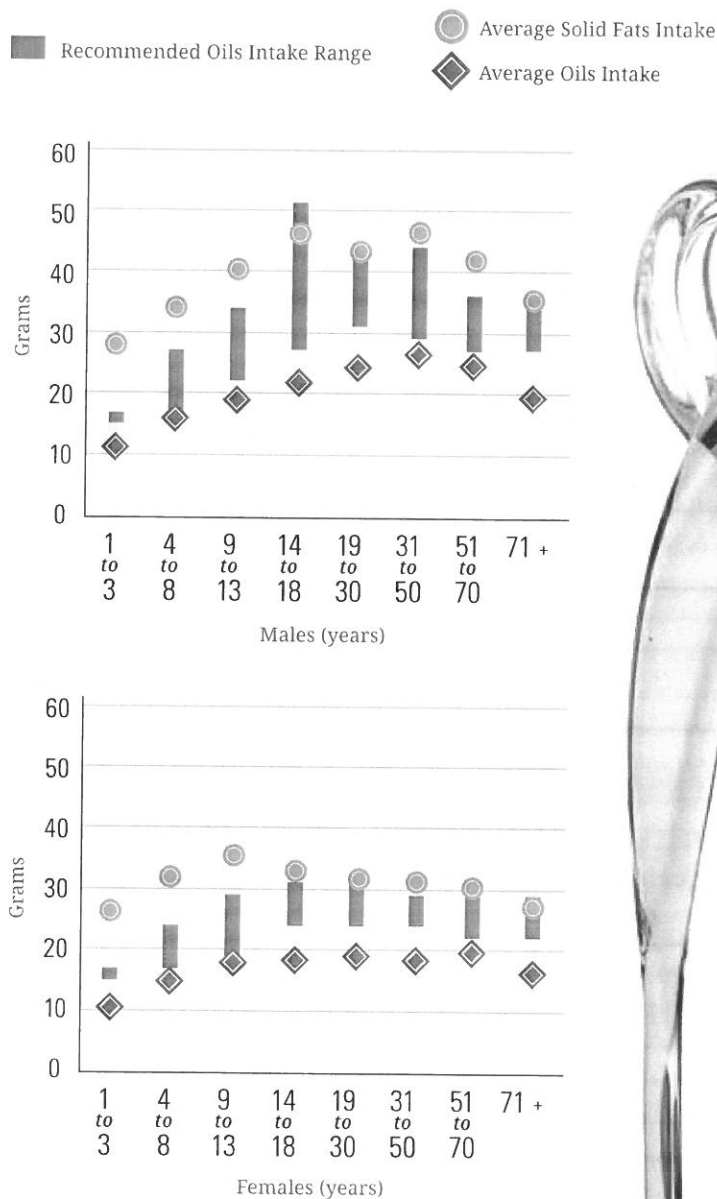 Recommended Oils Intake Range
Average Solid Fats Intake
Average Oils Intake
60
50
40
30
20
10
0
Grams
1 to 3
4 to 8
9 to 13
14 to 18
19 to 30
31 to 50
51 to 70
71 +
Males (years)
60
50
40
30
20
10
0
Grams
1 to 3
4 to 8
9 to 13
14 to 18
19 to 30
31 to 50
51 to 70
71 +
Females (years)